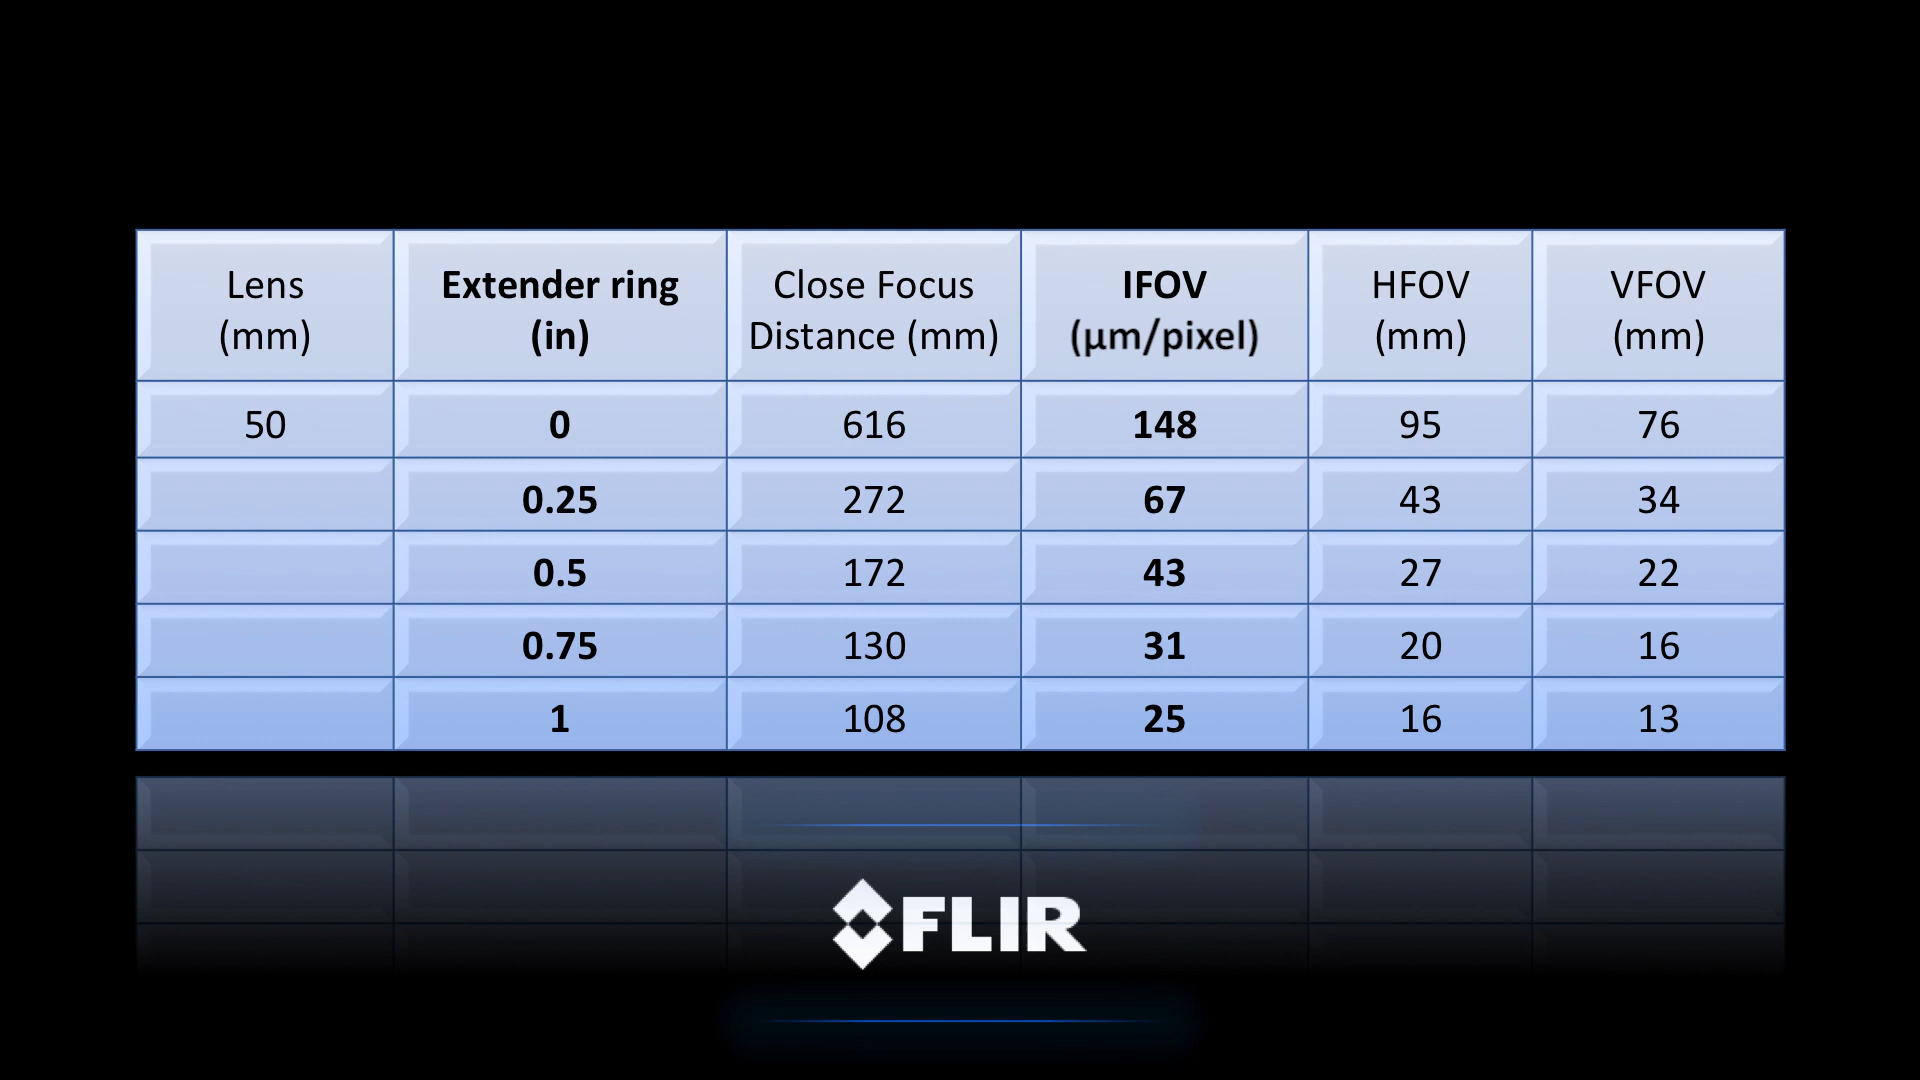 Lens (mm) Extender ring (in) Close Focus Distance (mm) IFOV (µm/pixel) HFOV (mm) VFOV (mm)
50 0 616 148 95 76
0.25 272 67 43 34
0.5 172 43 27 22
0.75 130 31 20 16
1 108 25 16 13
FLIR